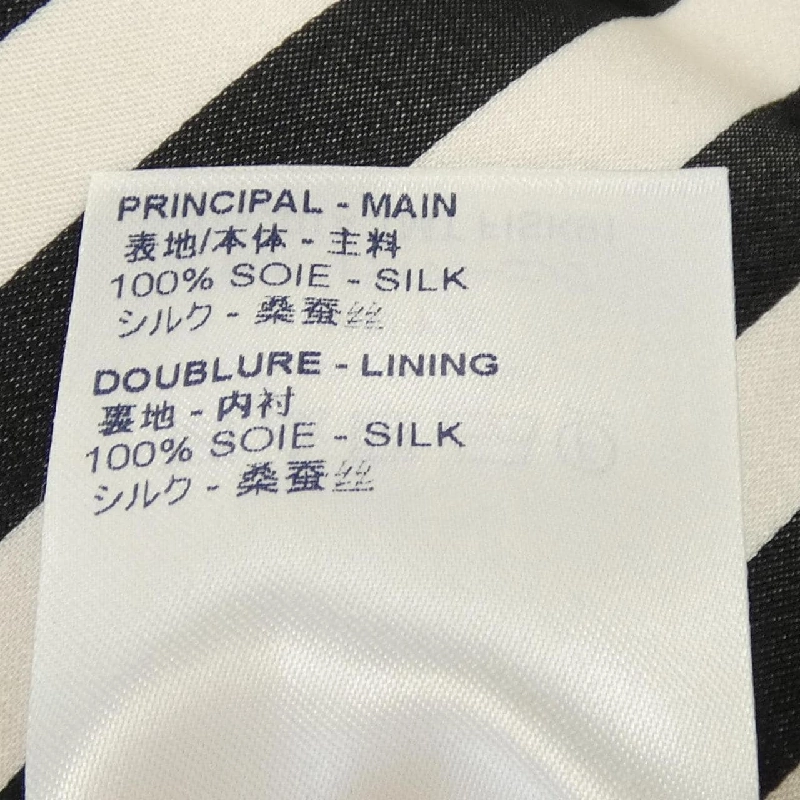 PRINCIPAL - MAIN
表地/本体 - 主料
100% SOIE - SILK
シルク - 桑蚕丝
DOUBLURE - LINING
裏地 - 内衬
100% SOIE - SILK
シルク - 桑蚕丝